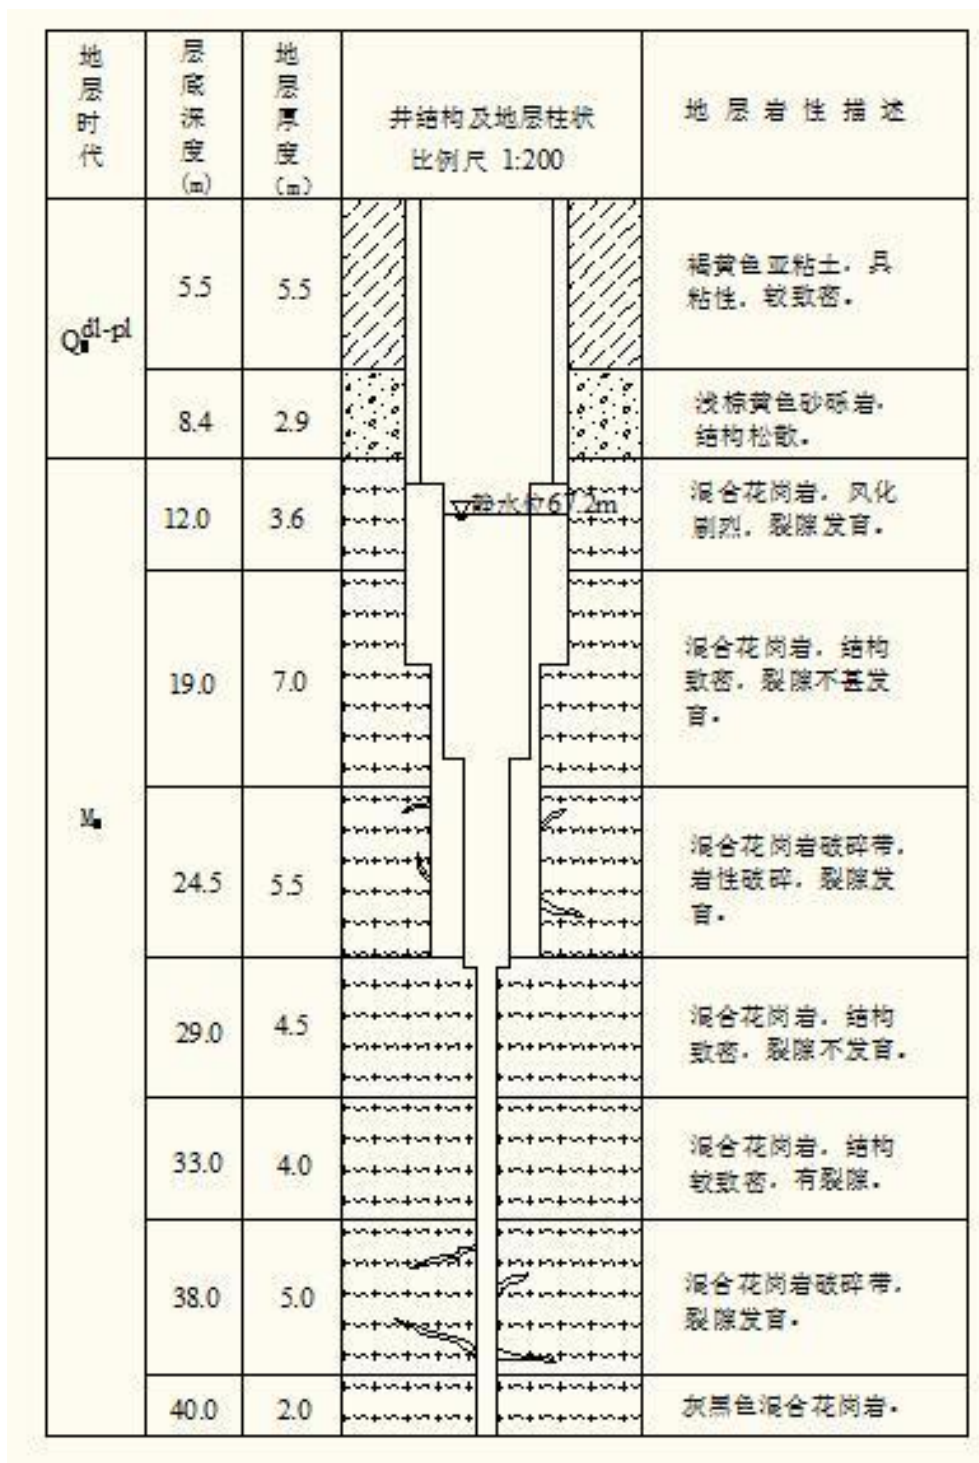 地层时代
层底深度(m)
地层厚度(m)
井结构及地层柱状
比例尺 1:200
地层岩性描述
Q dl-pl
5.5
5.5
褐黄色亚粘土，具
粘性，较致密。
8.4
2.9
浅棕黄色砂砾岩，
结构松散。
M
12.0
3.6
静水位67.2m
混合花岗岩，风化
剧烈，裂隙发育。
19.0
7.0
混合花岗岩，结构
致密，裂隙不甚发
育。
24.5
5.5
混合花岗岩破碎带，
岩性破碎，裂隙发
育。
29.0
4.5
混合花岗岩，结构
致密，裂隙不发育。
33.0
4.0
混合花岗岩，结构
较致密，有裂隙。
38.0
5.0
混合花岗岩破碎带，
裂隙发育。
40.0
2.0
灰黑色混合花岗岩。